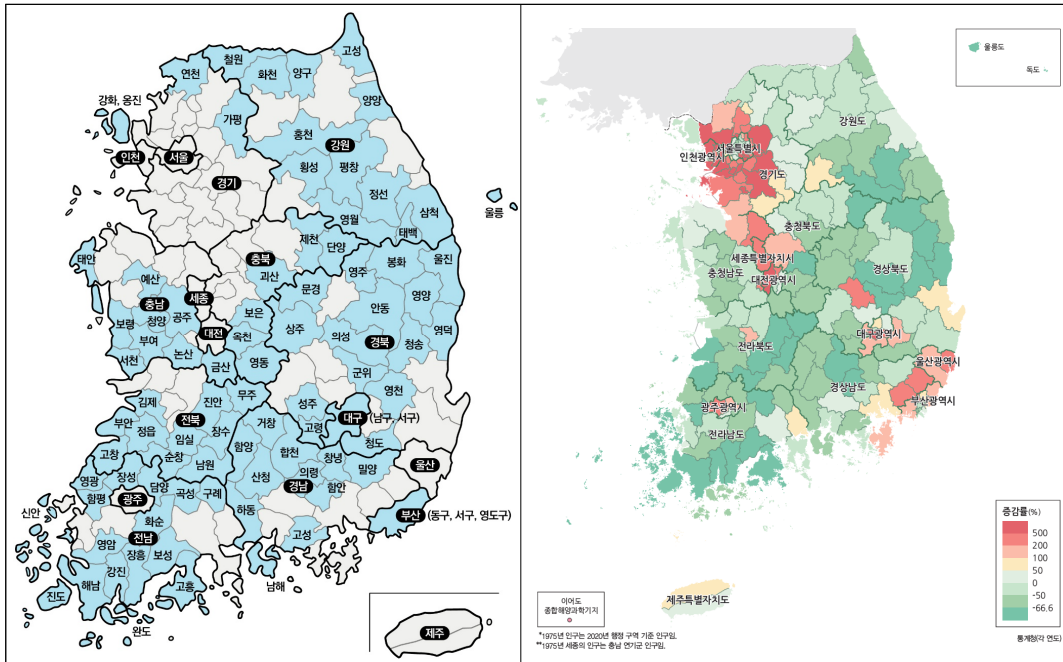 고성
철원
화천
양구
연천
강화, 옹진
양양
가평
홍천
강원
인천
서울
횡성
평창
경기
정선
울릉
영월
삼척
태백
제천
단양
충북
태안
봉화
울진
영주
예산
괴산
문경
세종
충남
안동
영양
공주
보은
보령
청양
상주
의성
대전
영덕
부여
옥천
경북
청송
논산
서천
금산
영동
군위
영천
무주
김제
진안
성주
전북
거창
대구 (남구, 서구)
부안
정읍
장수
고령
임실
청도
고창
순창
함양
합천
창녕
울산
남원
밀양
영광
장성
산청
의령
담양
곡성
구례
경남
함평
광주
함안
신안
하동
부산 (동구, 서구, 영도구)
화순
고성
전남
영암
장흥
보성
강진
해남
고흥
남해
진도
완도
제주
울릉도
독도
강원도
서울특별시
인천광역시
경기도
충청북도
세종특별자치시
경상북도
충청남도
대전광역시
대구광역시
전라북도
울산광역시
경상남도
부산광역시
광주광역시
전라남도
증감률(%)
500
200
100
50
0
-50
-66.6
제주특별자치도
이어도
종합해양과학기지
*1975년 인구는 2020년 행정 구역 기준 인구임.
**1975년 세종의 인구는 충남 연기군 인구임.
통계청(각 연도)